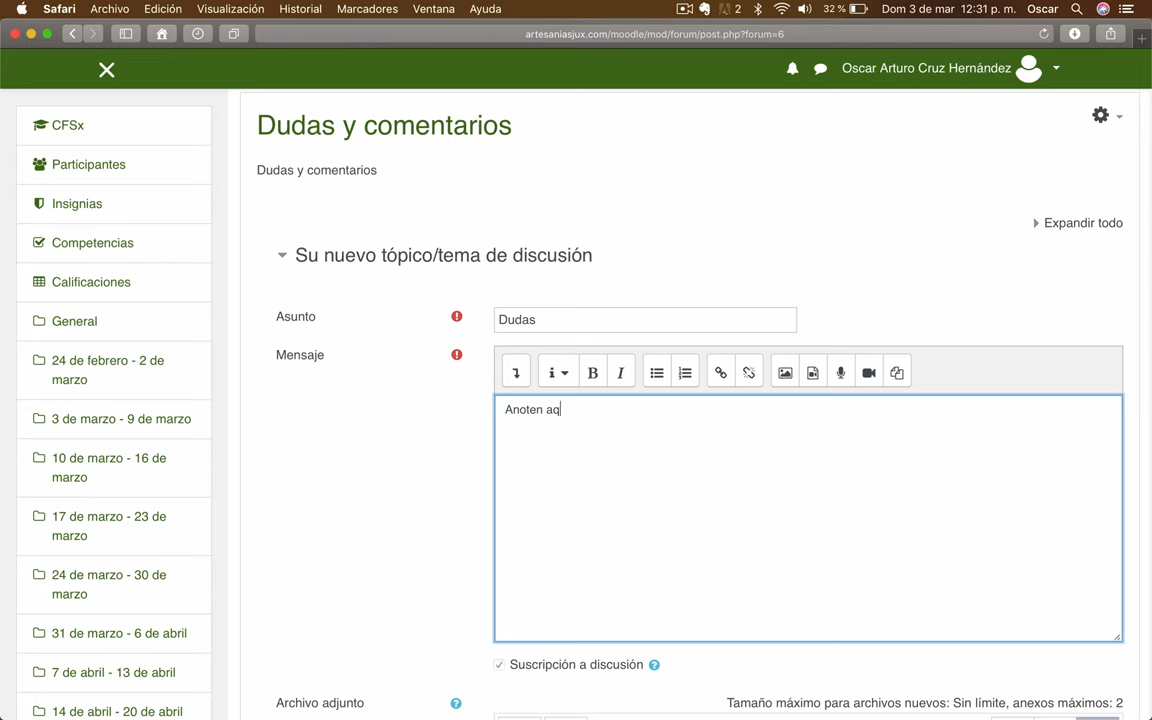 Safari Archivo Edición Visualización Historial Marcadores Ventana Ayuda 2 32 % Dom 3 de mar 12:31 p. m. Oscar
artesaniasjux.com/moodle/mod/forum/post.php?forum=6
Oscar Arturo Cruz Hernández
CFSx
Participantes
Insignias
Competencias
Calificaciones
General
24 de febrero - 2 de
marzo
3 de marzo - 9 de marzo
10 de marzo - 16 de
marzo
17 de marzo - 23 de
marzo
24 de marzo - 30 de
marzo
31 de marzo - 6 de abril
7 de abril - 13 de abril
14 de abril - 20 de abril
Dudas y comentarios
Dudas y comentarios
Expandir todo
Su nuevo tópico/tema de discusión
Asunto
Dudas
Mensaje
B I
Anoten aq
Suscripción a discusión
Archivo adjunto
Tamaño máximo para archivos nuevos: Sin límite, anexos máximos: 2